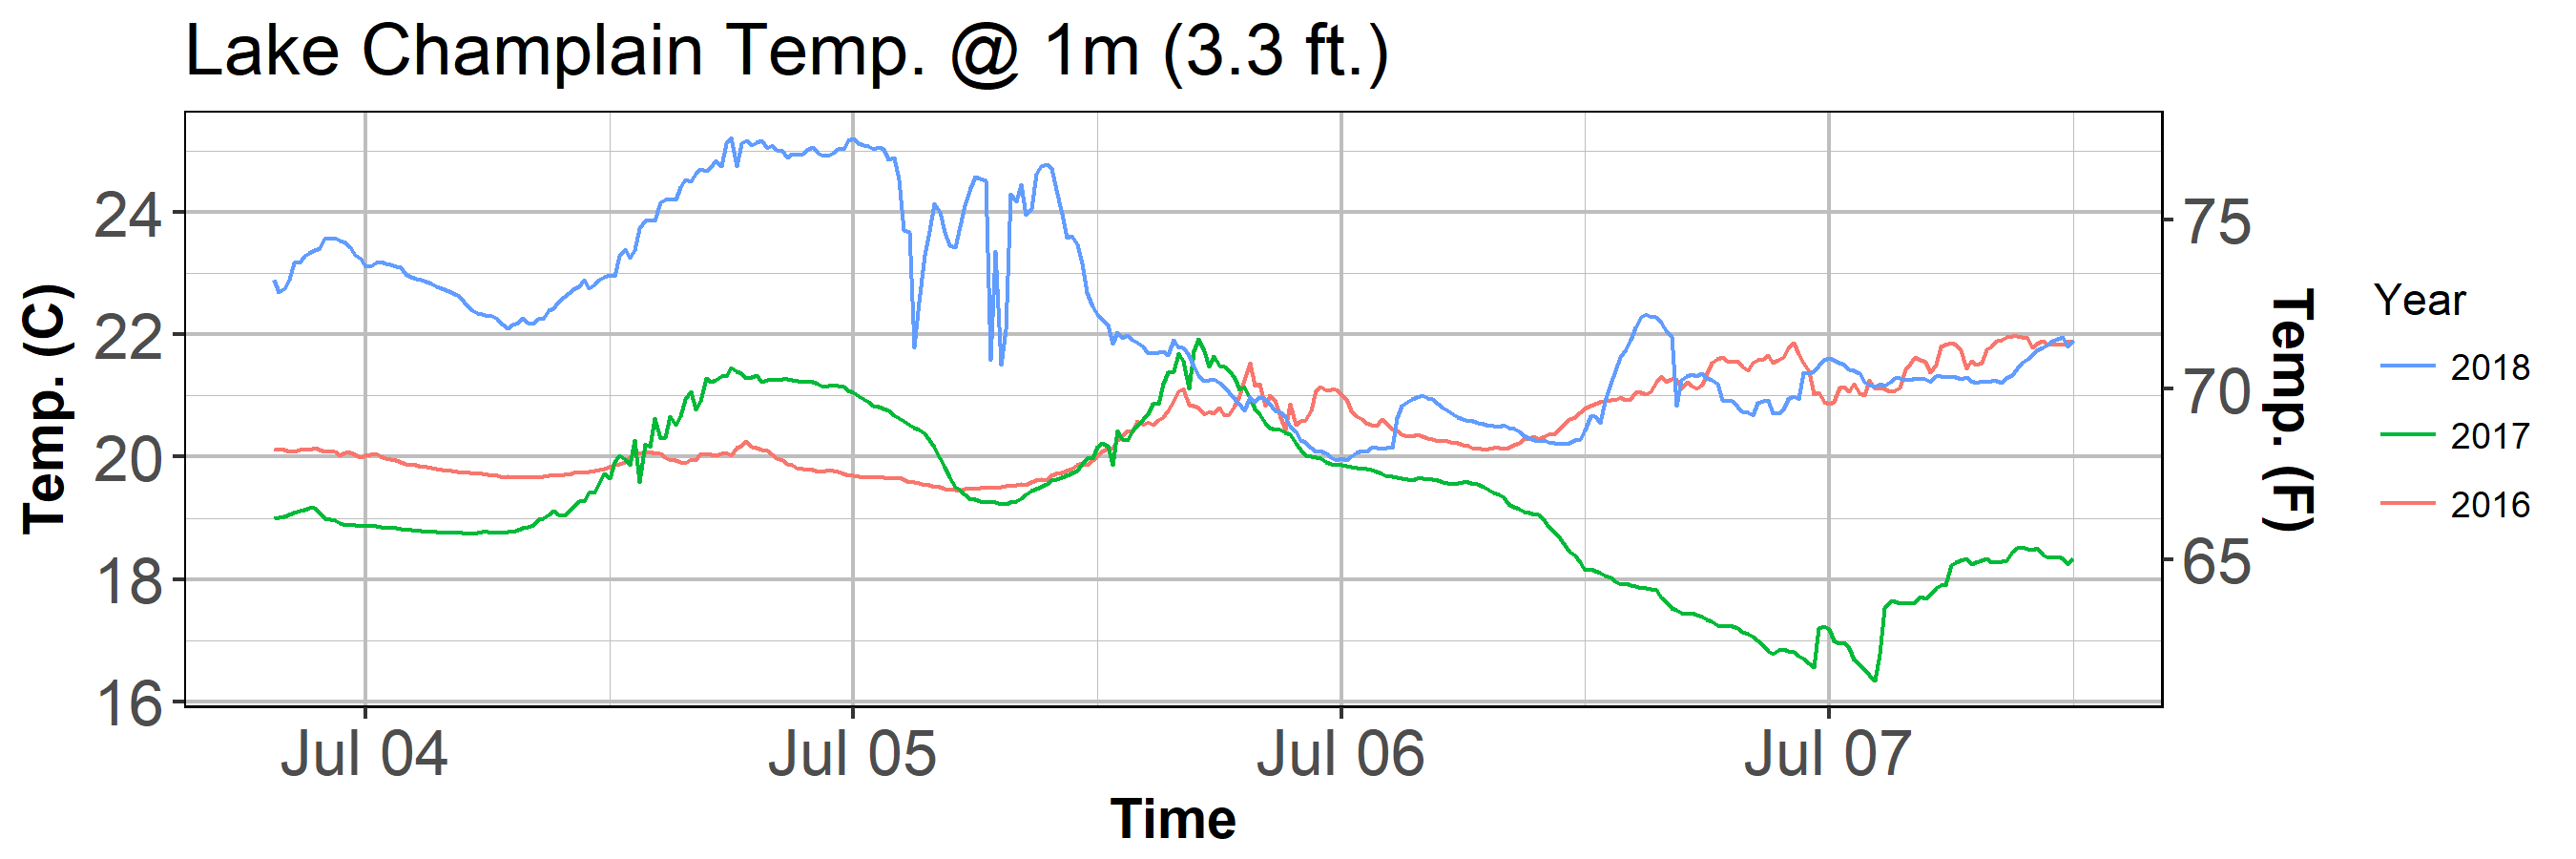 Lake Champlain Temp. @ 1m (3.3 ft.)
Temp. (C)
24
22
20
18
16
75
70
65
Temp. (F)
Jul 04 Jul 05 Jul 06 Jul 07
Time
Year
2018
2017
2016